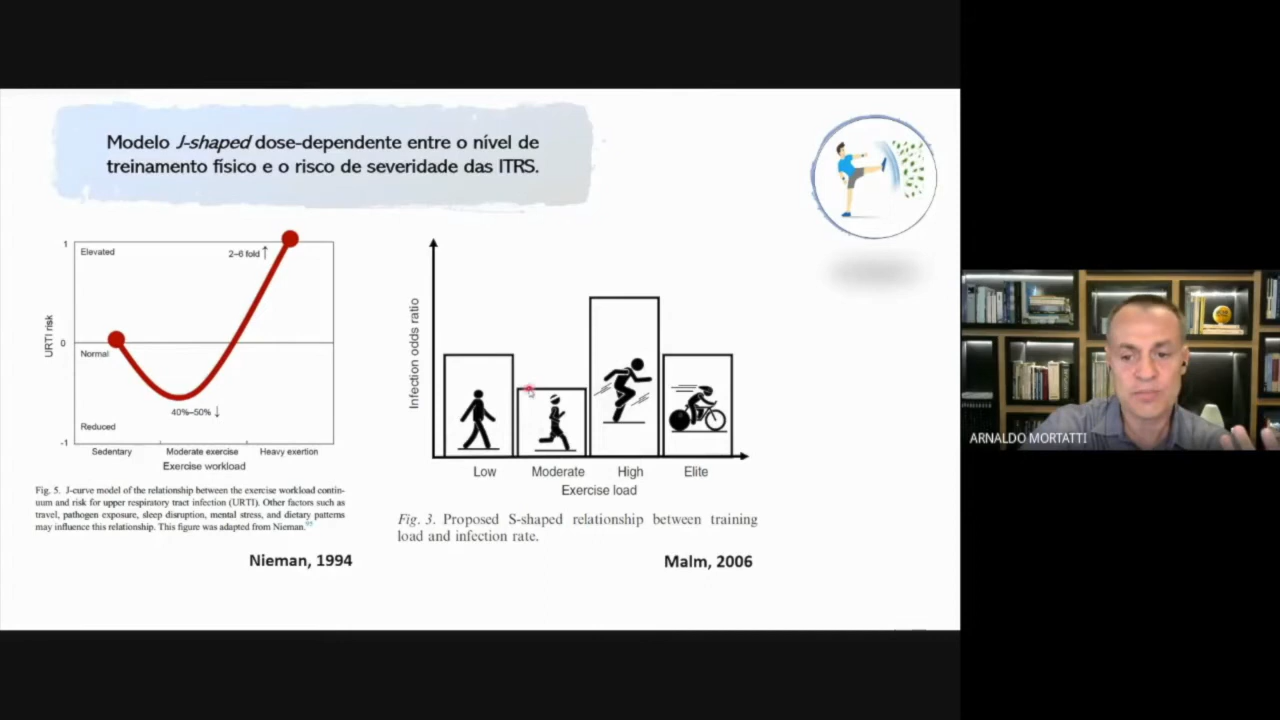 Modelo J-shaped dose-dependente entre o nível de
treinamento físico e o risco de severidade das ITRS.
1
Elevated
2–6 fold ↑
URTI risk
0
Normal
40%–50% ↓
Reduced
-1
Sedentary
Moderate exercise
Heavy exertion
Exercise workload
Fig. 5. J-curve model of the relationship between the exercise workload contin-
uum and risk for upper respiratory tract infection (URTI). Other factors such as
travel, pathogen exposure, sleep disruption, mental stress, and dietary patterns
may influence this relationship. This figure was adapted from Nieman.
Nieman, 1994
Infection odds ratio
Low
Moderate
High
Elite
Exercise load
Fig. 3. Proposed S-shaped relationship between training
load and infection rate.
Malm, 2006
ARNALDO MORTATTI